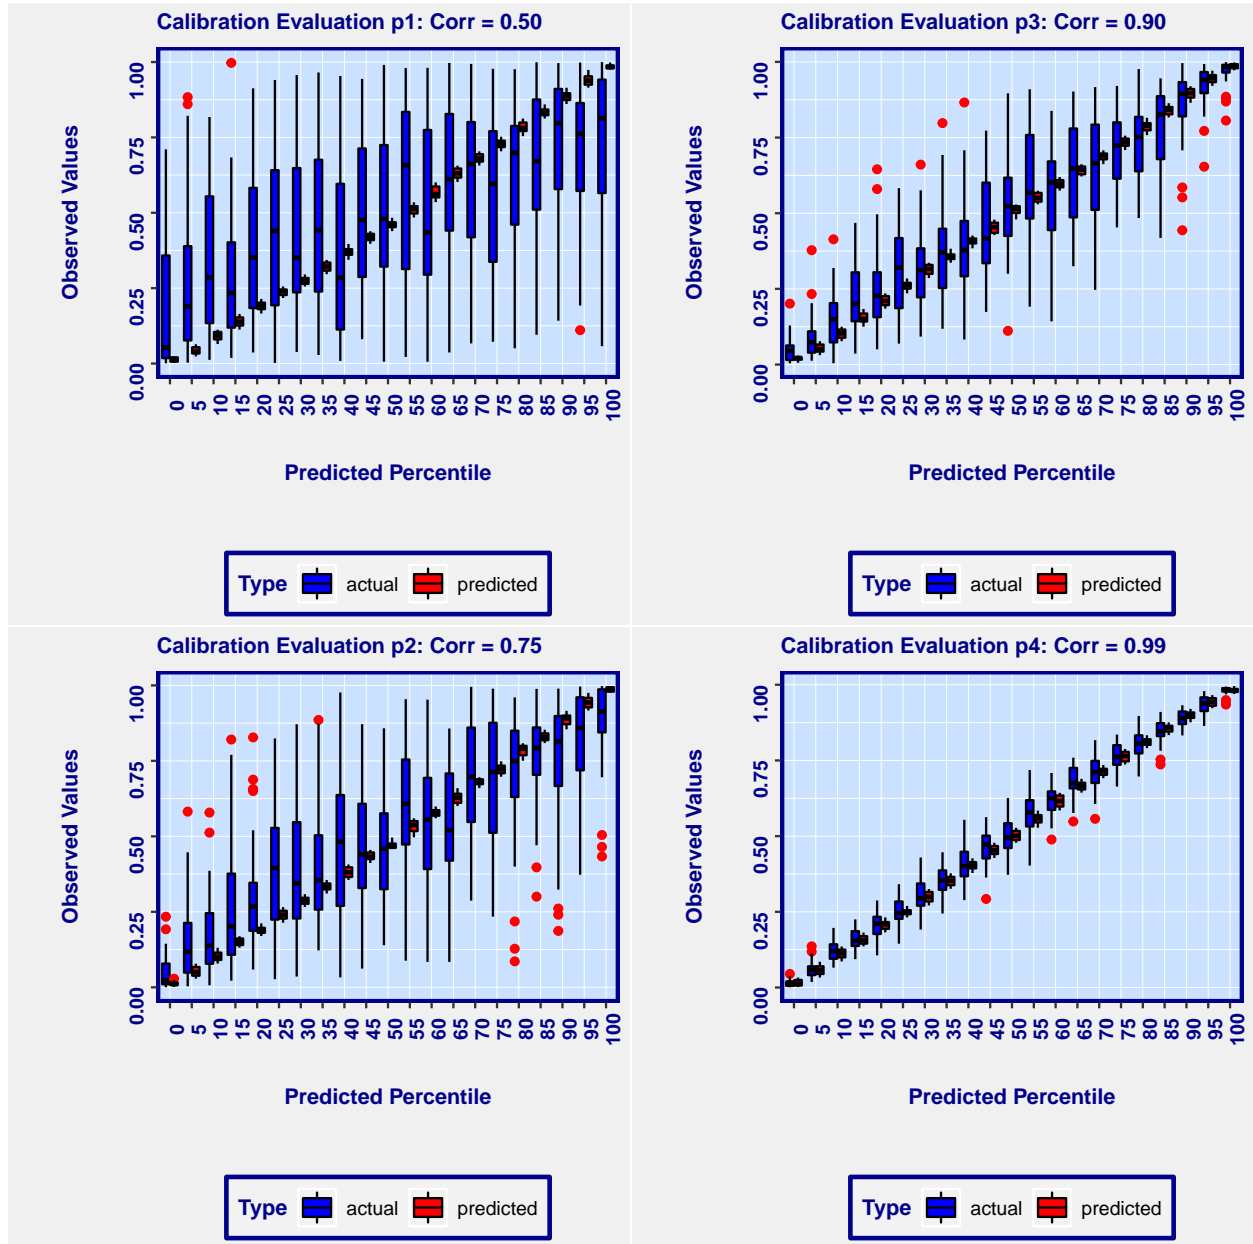 Calibration Evaluation p1: Corr = 0.50
Observed Values
1.00
0.75
0.50
0.25
0.00
0 5 10 15 20 25 30 35 40 45 50 55 60 65 70 75 80 85 90 95 100
Predicted Percentile
Type actual predicted
Calibration Evaluation p3: Corr = 0.90
Observed Values
1.00
0.75
0.50
0.25
0.00
0 5 10 15 20 25 30 35 40 45 50 55 60 65 70 75 80 85 90 95 100
Predicted Percentile
Type actual predicted
Calibration Evaluation p2: Corr = 0.75
Observed Values
1.00
0.75
0.50
0.25
0.00
0 5 10 15 20 25 30 35 40 45 50 55 60 65 70 75 80 85 90 95 100
Predicted Percentile
Type actual predicted
Calibration Evaluation p4: Corr = 0.99
Observed Values
1.00
0.75
0.50
0.25
0.00
0 5 10 15 20 25 30 35 40 45 50 55 60 65 70 75 80 85 90 95 100
Predicted Percentile
Type actual predicted